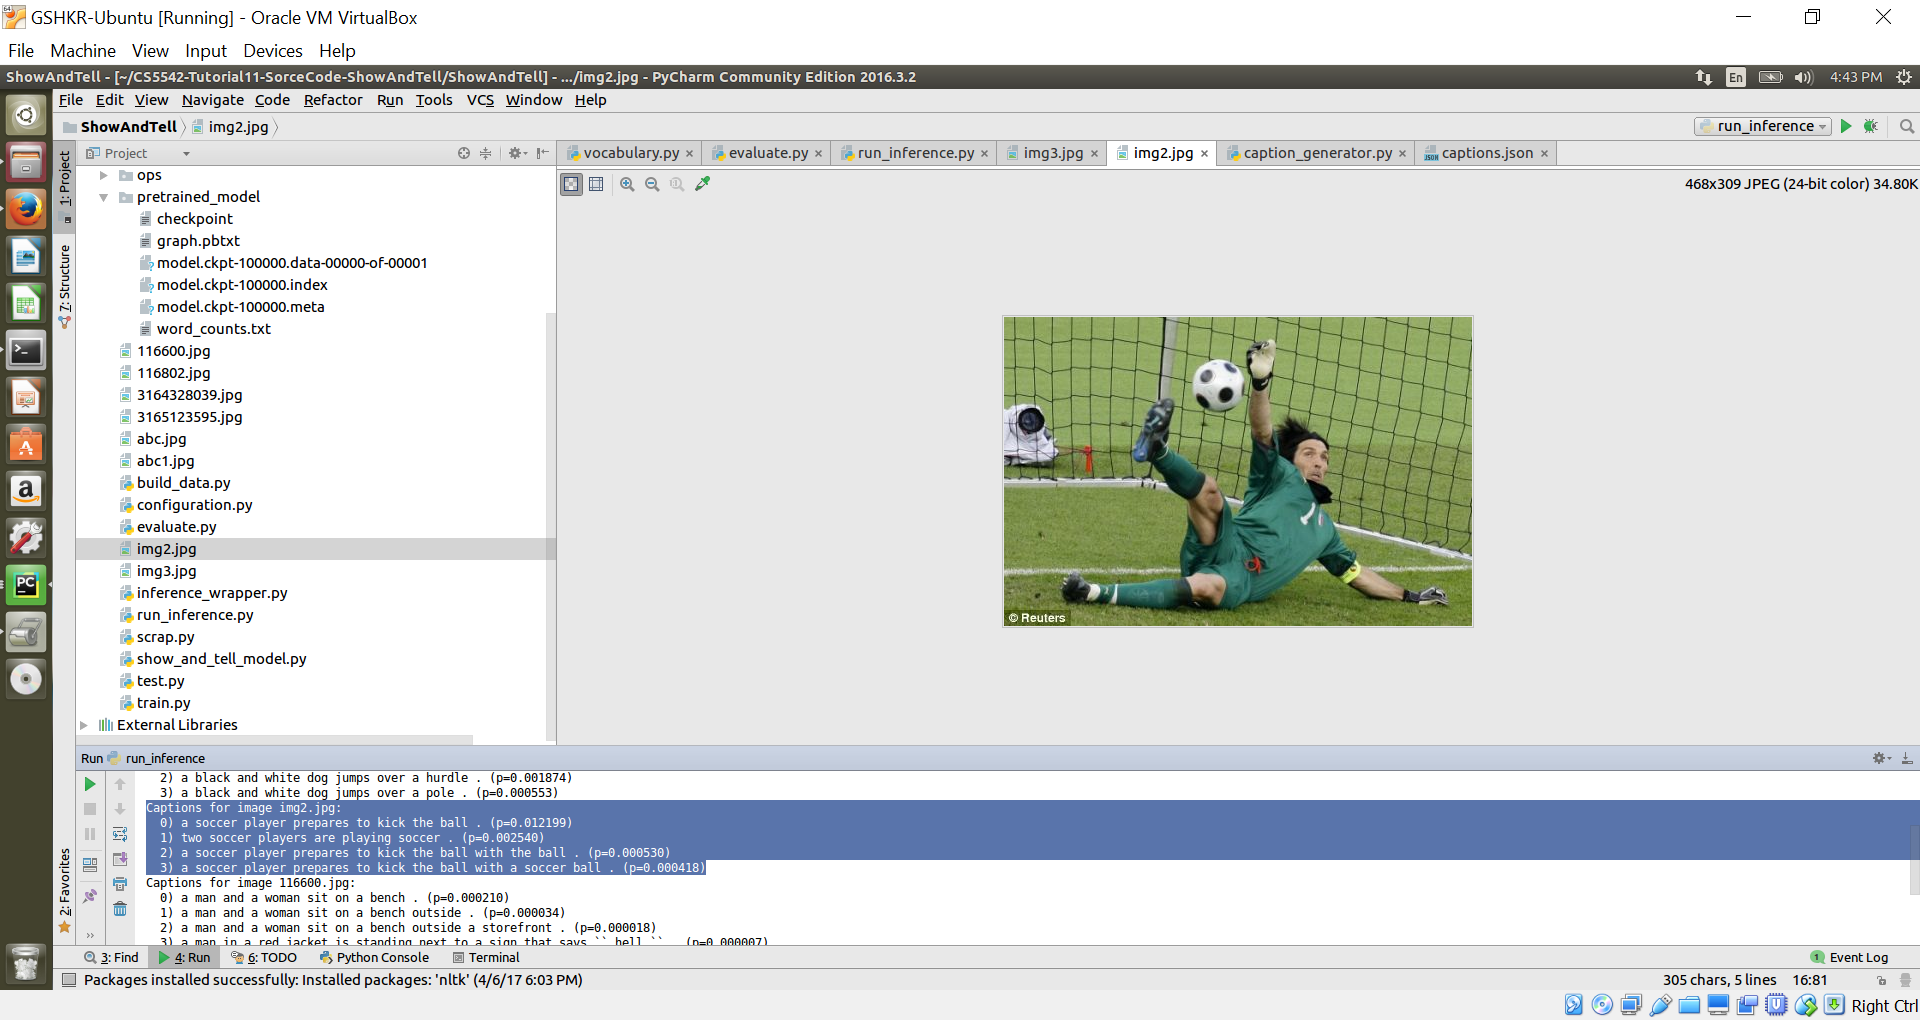 GSHKR-Ubuntu [Running] - Oracle VM VirtualBox
File Machine View Input Devices Help
ShowAndTell - [~/CS5542-Tutorial11-SorceCode-ShowAndTell/ShowAndTell] - .../img2.jpg - PyCharm Community Edition 2016.3.2
En 4:43 PM
File Edit View Navigate Code Refactor Run Tools VCS Window Help
ShowAndTell img2.jpg
run_inference
1: Project
7: Structure
2: Favorites
Project
vocabulary.py × evaluate.py × run_inference.py × img3.jpg × img2.jpg × caption_generator.py × captions.json ×
468x309 JPEG (24-bit color) 34.80K
ops
pretrained_model
checkpoint
graph.pbtxt
model.ckpt-100000.data-00000-of-00001
model.ckpt-100000.index
model.ckpt-100000.meta
word_counts.txt
116600.jpg
116802.jpg
3164328039.jpg
3165123595.jpg
abc.jpg
abc1.jpg
build_data.py
configuration.py
evaluate.py
img2.jpg
img3.jpg
inference_wrapper.py
run_inference.py
scrap.py
show_and_tell_model.py
test.py
train.py
External Libraries
1
© Reuters
Run run_inference
2) a black and white dog jumps over a hurdle . (p=0.001874)
3) a black and white dog jumps over a pole . (p=0.000553)
Captions for image img2.jpg:
0) a soccer player prepares to kick the ball . (p=0.012199)
1) two soccer players are playing soccer . (p=0.002540)
2) a soccer player prepares to kick the ball with the ball . (p=0.000530)
3) a soccer player prepares to kick the ball with a soccer ball . (p=0.000418)
Captions for image 116600.jpg:
0) a man and a woman sit on a bench . (p=0.000210)
1) a man and a woman sit on a bench outside . (p=0.000034)
2) a man and a woman sit on a bench outside a storefront . (p=0.000018)
3) a man in a red jacket is standing next to a sign that says `` hell `` . (p=0.000007)
3: Find 4: Run 6: TODO Python Console Terminal 1 Event Log
Packages installed successfully: Installed packages: 'nltk' (4/6/17 6:03 PM) 305 chars, 5 lines 16:81
Right Ctrl